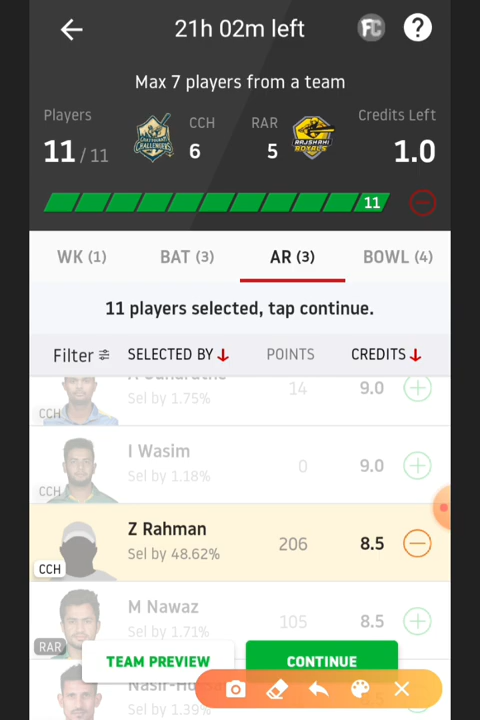 21h 02m left
FC
?
Max 7 players from a team
Players
CCH
RAR
Credits Left
11 / 11
6
5
1.0
11
WK (1)
BAT (3)
AR (3)
BOWL (4)
11 players selected, tap continue.
Filter
SELECTED BY
POINTS
CREDITS
Sel by 1.75%
14
9.0
CCH
I Wasim
Sel by 1.18%
0
9.0
CCH
Z Rahman
Sel by 48.62%
206
8.5
CCH
M Nawaz
Sel by 1.71%
105
8.5
RAR
TEAM PREVIEW
CONTINUE
Sel by 1.39%